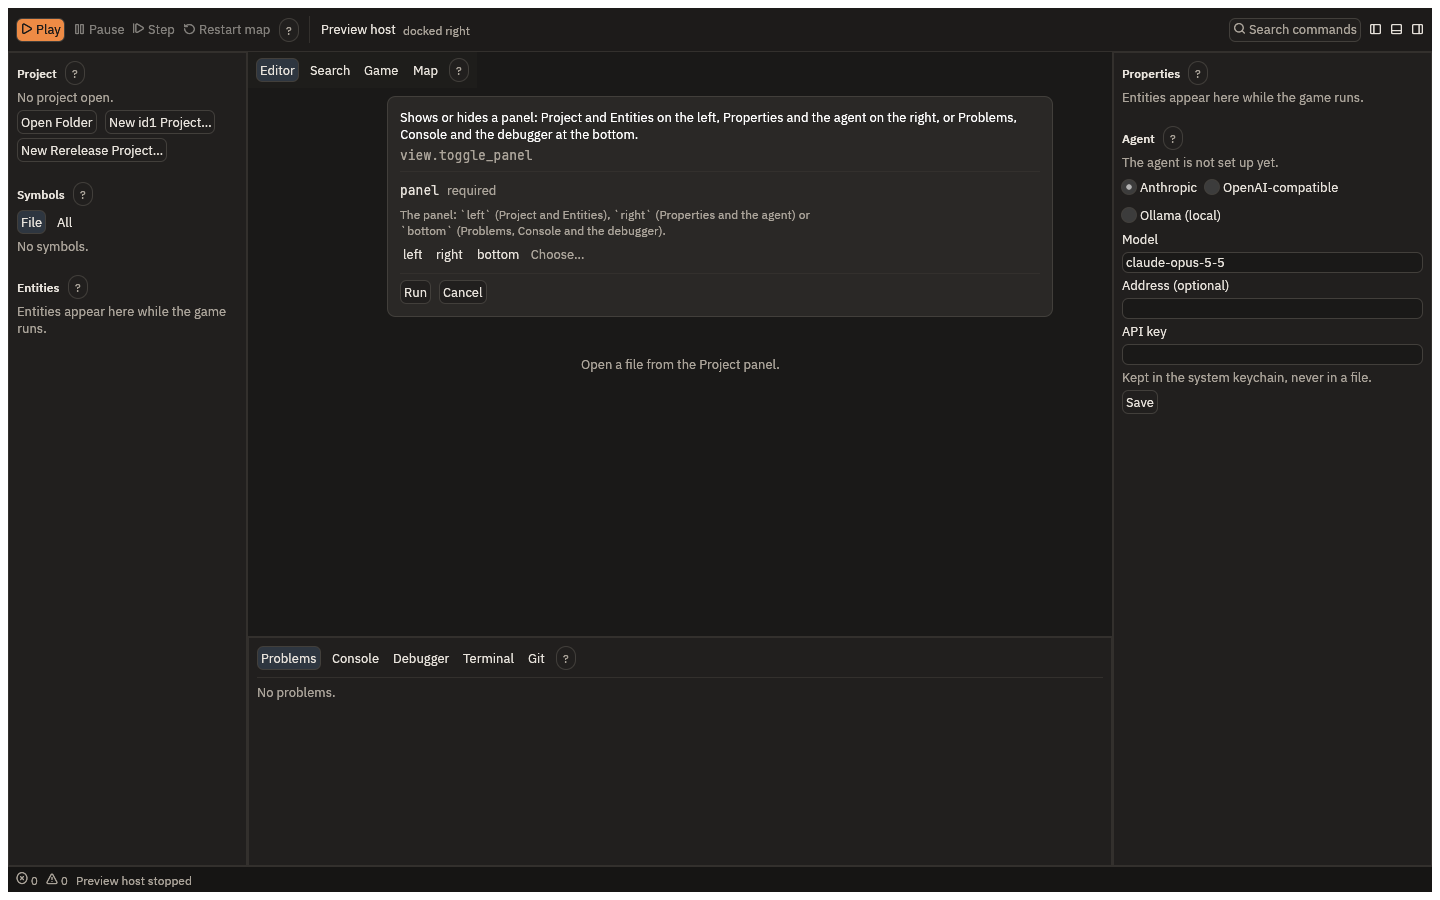 Play Pause Step Restart map ? Preview host docked right Search commands
Project ?
No project open.
Open Folder New id1 Project...
New Rerelease Project...
Symbols ?
File All
No symbols.
Entities ?
Entities appear here while the game
runs.
Editor Search Game Map ?
Shows or hides a panel: Project and Entities on the left, Properties and the agent on the right, or Problems,
Console and the debugger at the bottom.
view.toggle_panel
panel required
The panel: `left` (Project and Entities), `right` (Properties and the agent) or
`bottom` (Problems, Console and the debugger).
left right bottom Choose...
Run Cancel
Open a file from the Project panel.
Problems Console Debugger Terminal Git ?
No problems.
Properties ?
Entities appear here while the game runs.
Agent ?
The agent is not set up yet.
Anthropic OpenAI-compatible
Ollama (local)
Model
claude-opus-5-5
Address (optional)
API key
Kept in the system keychain, never in a file.
Save
0 0 Preview host stopped